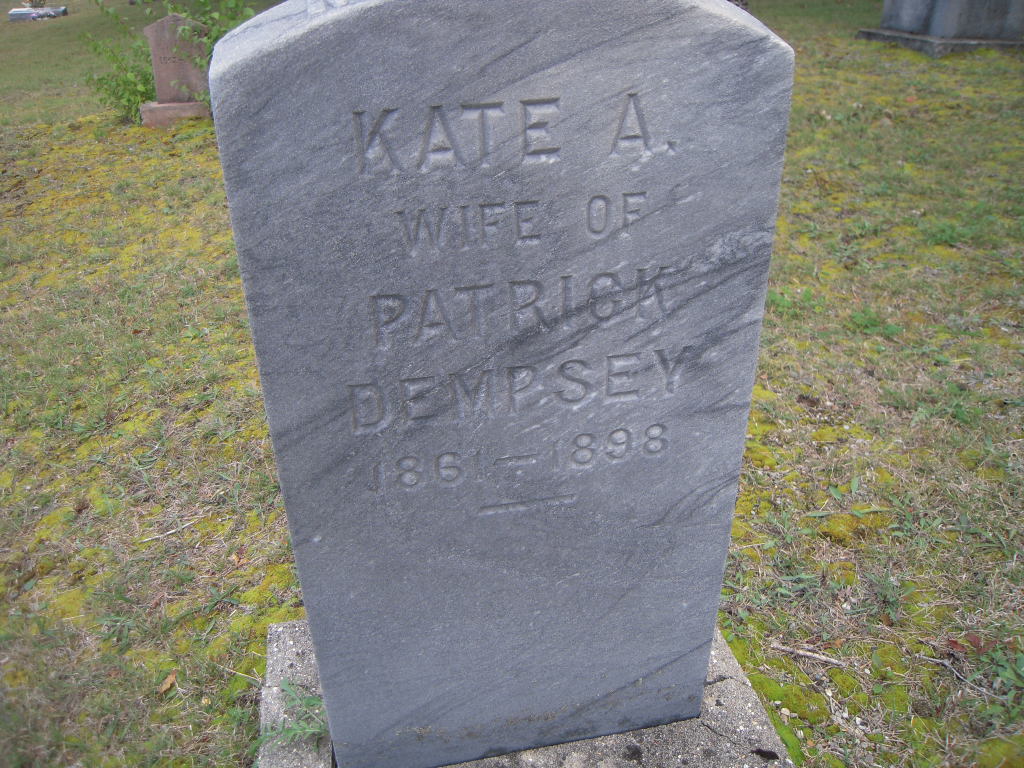 KATE A.
WIFE OF
PATRICK
DEMPSEY
1861-1898